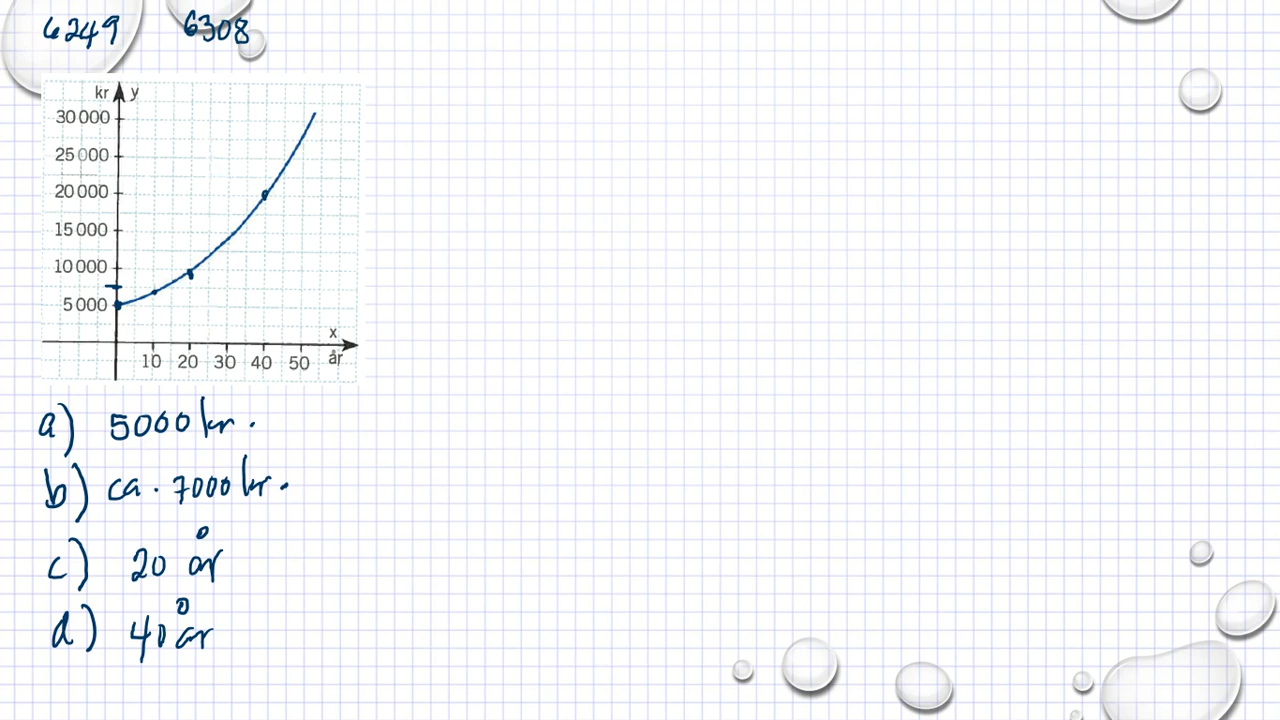 6249 6308
kr y
30 000
25 000
20 000
15 000
10 000
5 000
x
10 20 30 40 50 år
a) 5000 kr.
b) ca. 7000 kr.
c) 20 år
d) 40 år